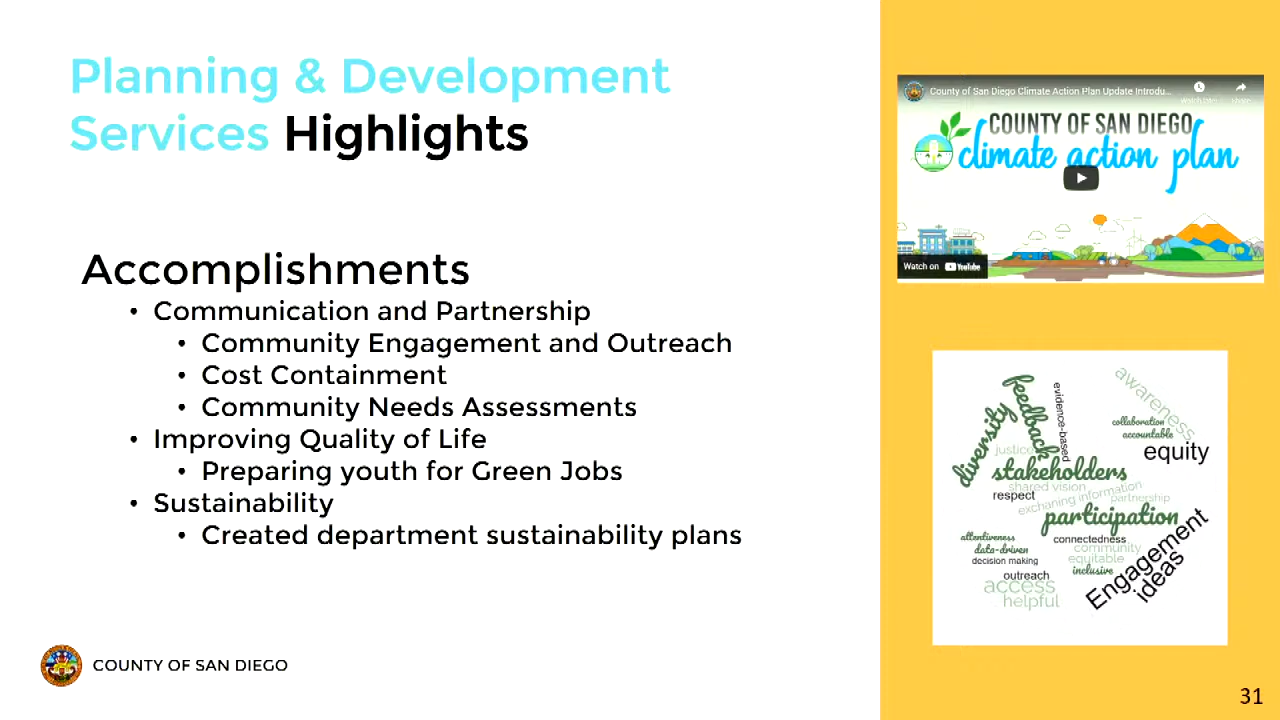 Planning & Development
Services Highlights
Accomplishments
• Communication and Partnership
• Community Engagement and Outreach
• Cost Containment
• Community Needs Assessments
• Improving Quality of Life
• Preparing youth for Green Jobs
• Sustainability
• Created department sustainability plans
COUNTY OF SAN DIEGO
County of San Diego Climate Action Plan Update Introdu...
Watch later
Share
COUNTY OF SAN DIEGO
climate action plan
Watch on YouTube
awareness
feedback
evidence-based
diversity
collaboration
accountable
justice
equity
stakeholders
shared vision
respect
exchaning information
partnership
participation
attentiveness
connectedness
Engagement
data-driven
community
decision making
equitable
ideas
outreach
inclusive
access
helpful
31